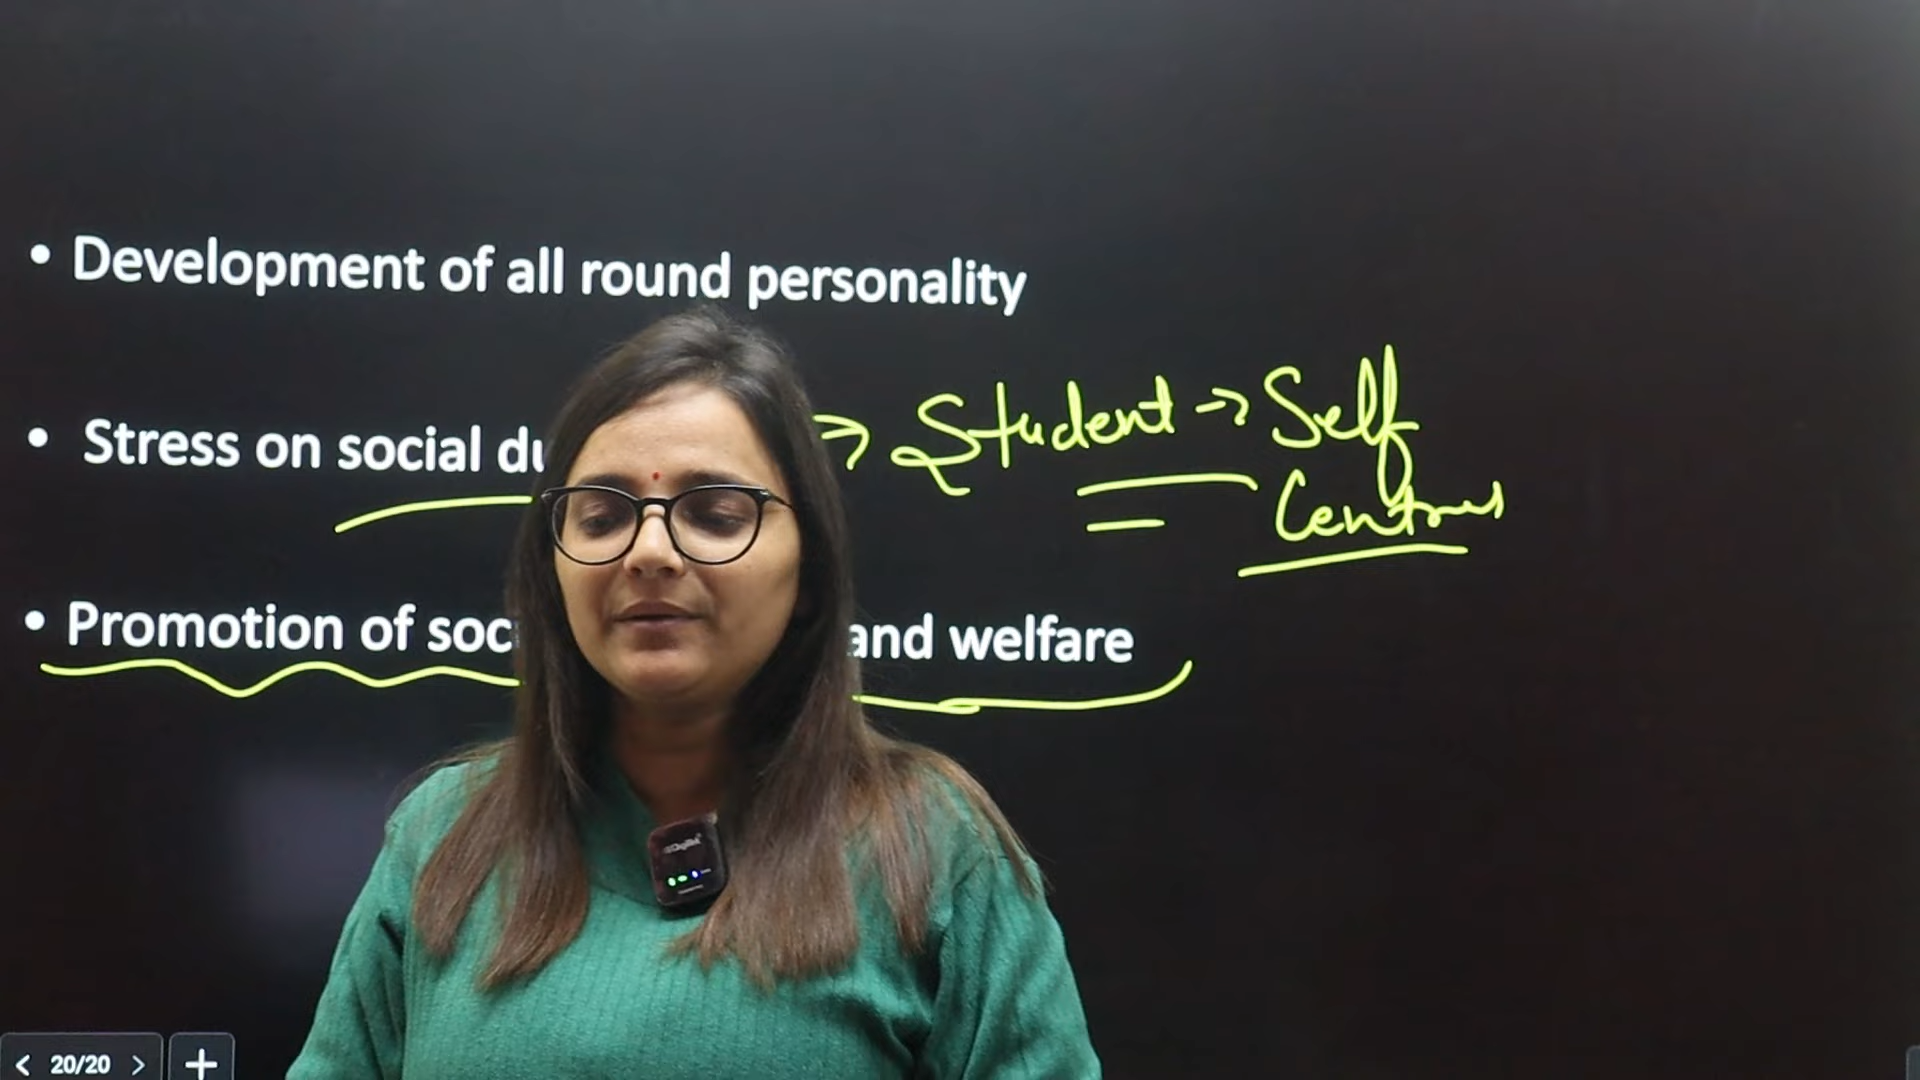 • Development of all round personality
• Stress on social du
→ Student → Self
Centred
• Promotion of soc and welfare
< 20/20 > +